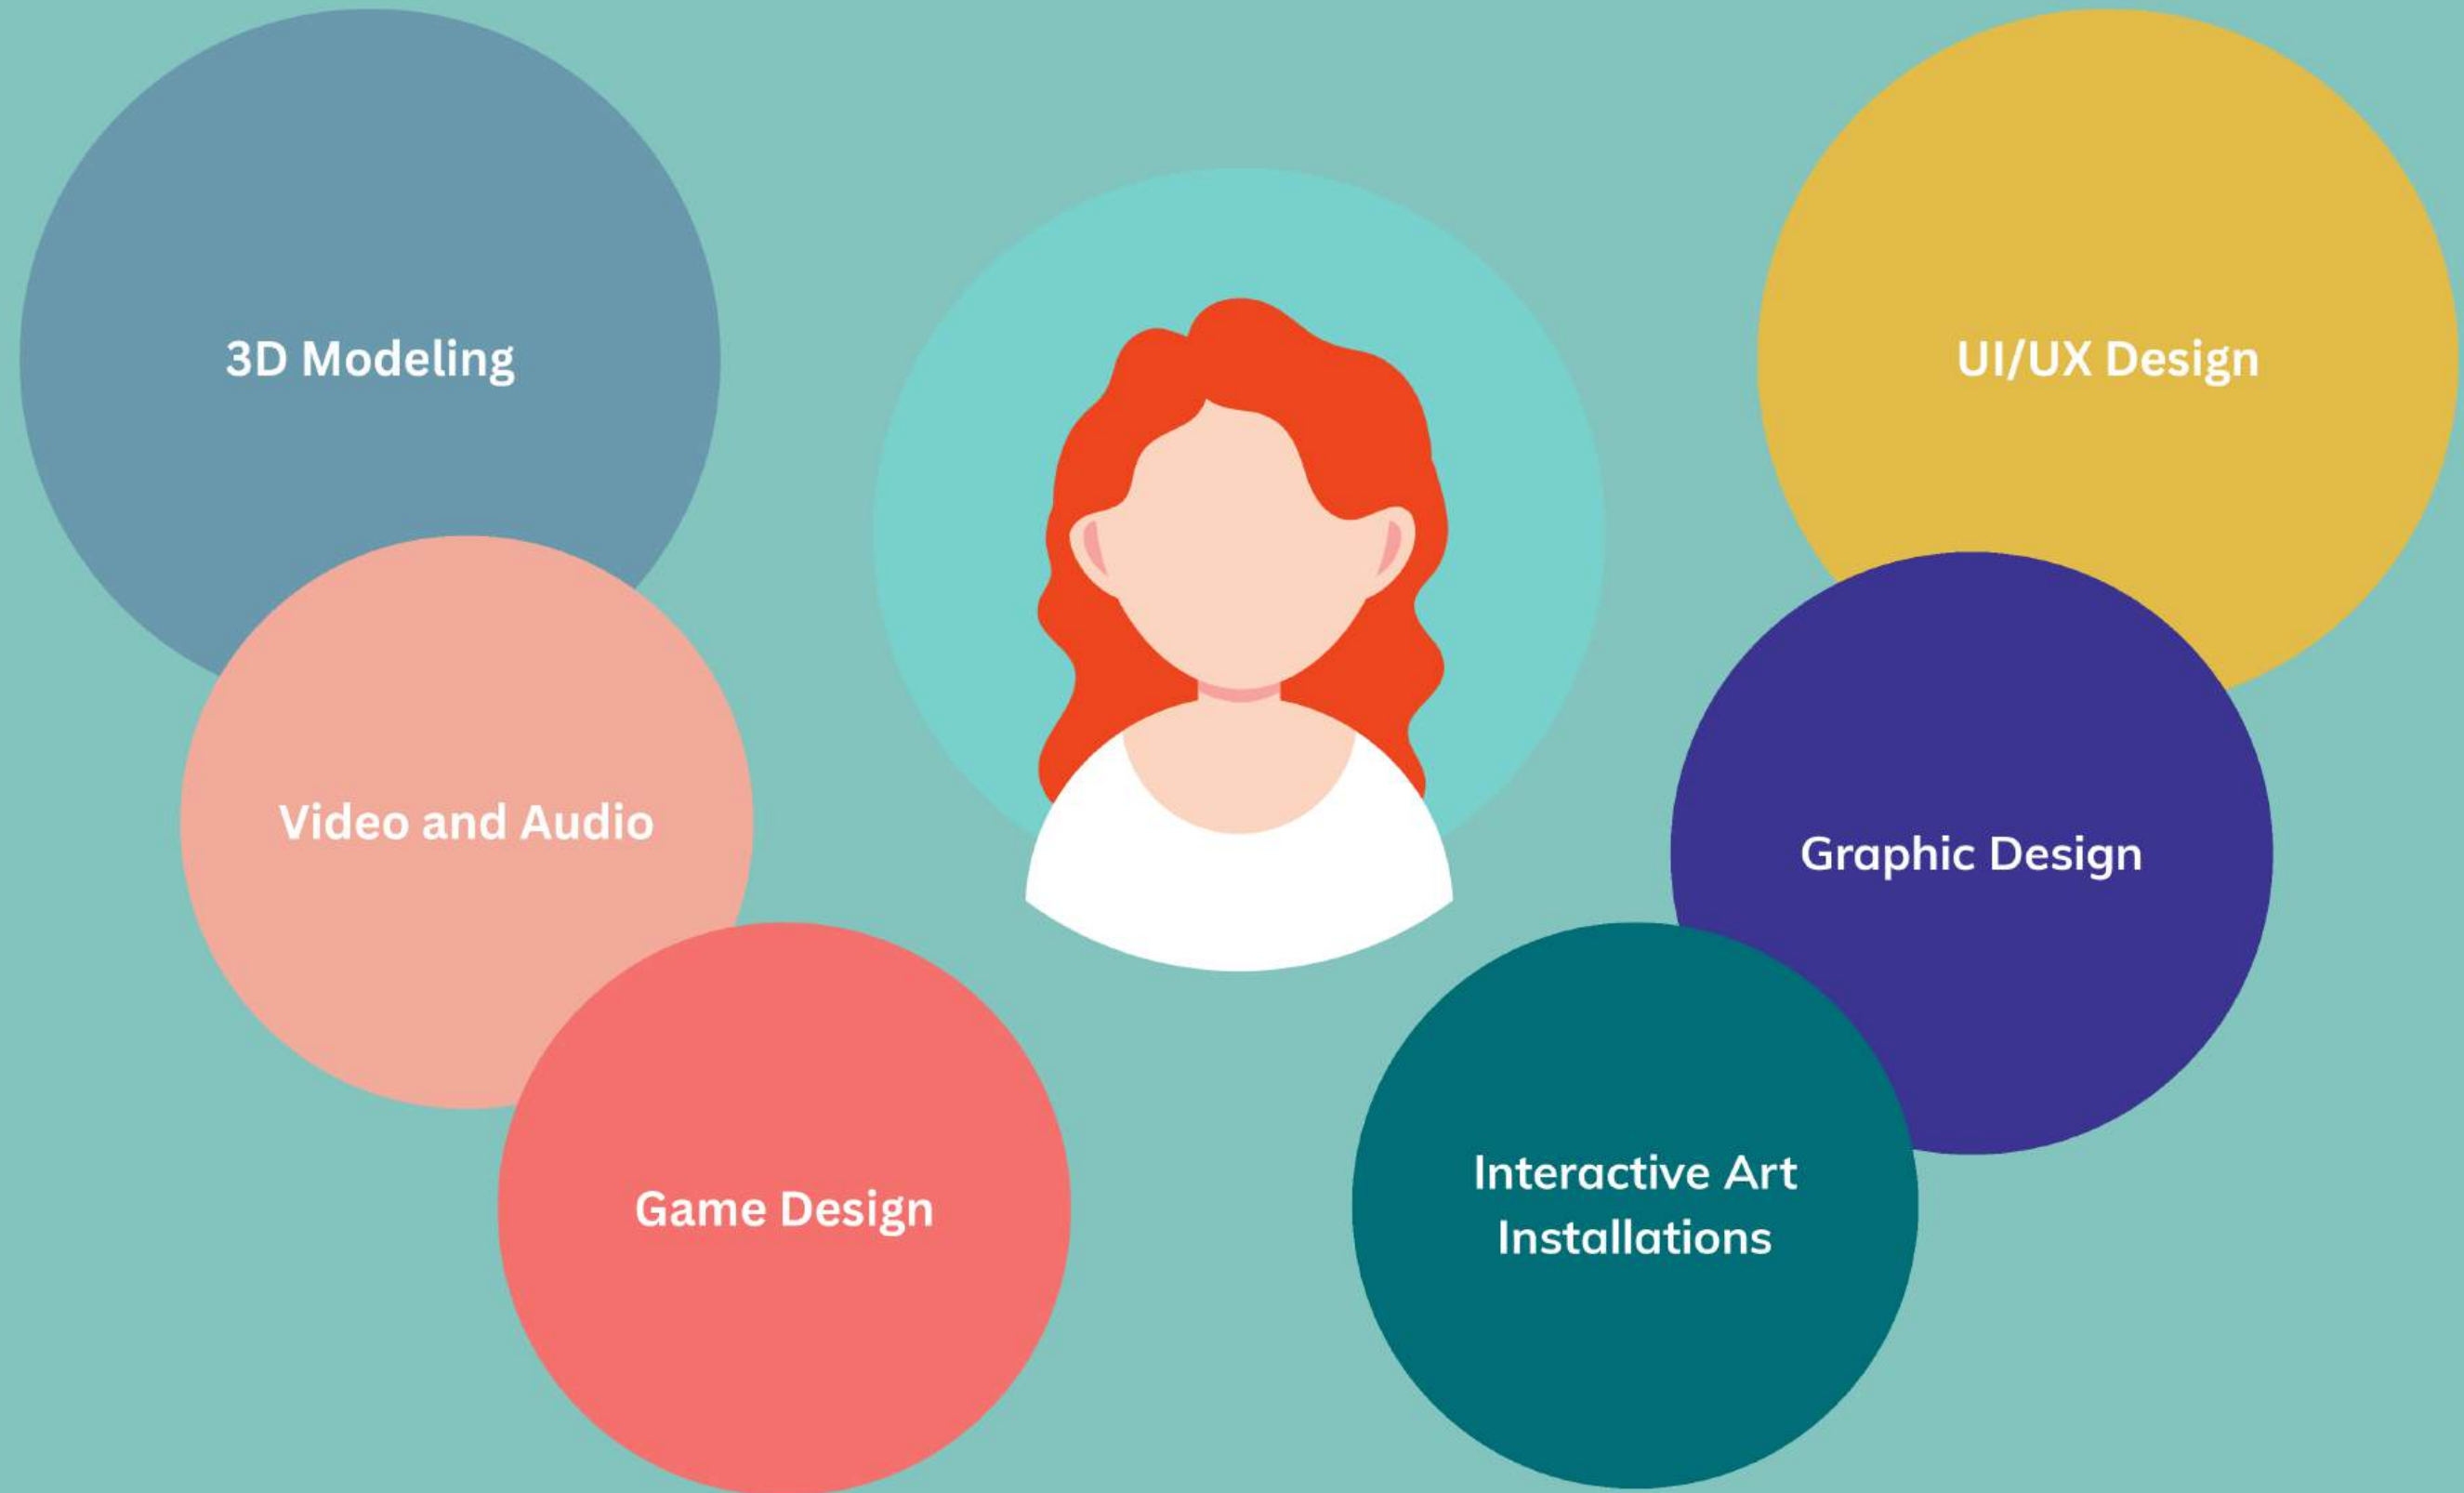 3D Modeling
UI/UX Design
Video and Audio
Graphic Design
Game Design
Interactive Art
Installations